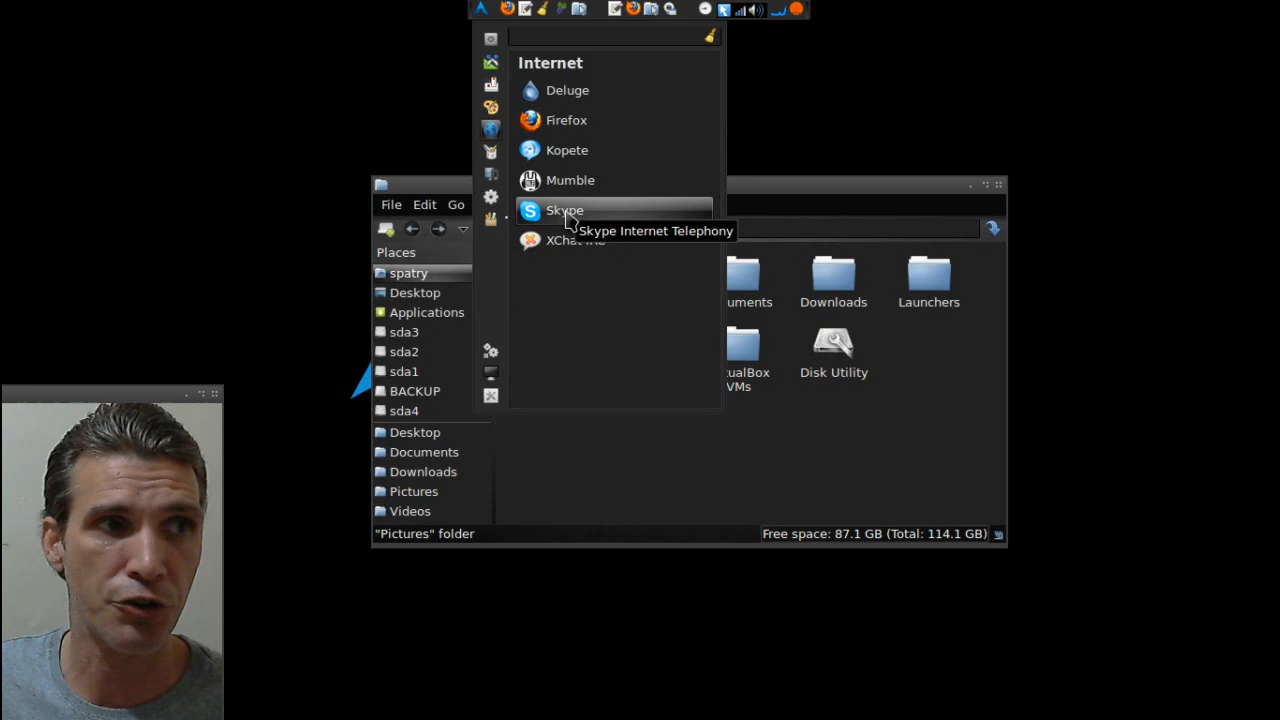 Internet
Deluge
Firefox
Kopete
Mumble
Skype
Skype Internet Telephony
XChat
File Edit Go
Places
spatry
Desktop
Applications
sda3
sda2
sda1
BACKUP
sda4
Desktop
Documents
Downloads
Pictures
Videos
uments
Downloads
Launchers
tualBox
VMs
Disk Utility
"Pictures" folder
Free space: 87.1 GB (Total: 114.1 GB)